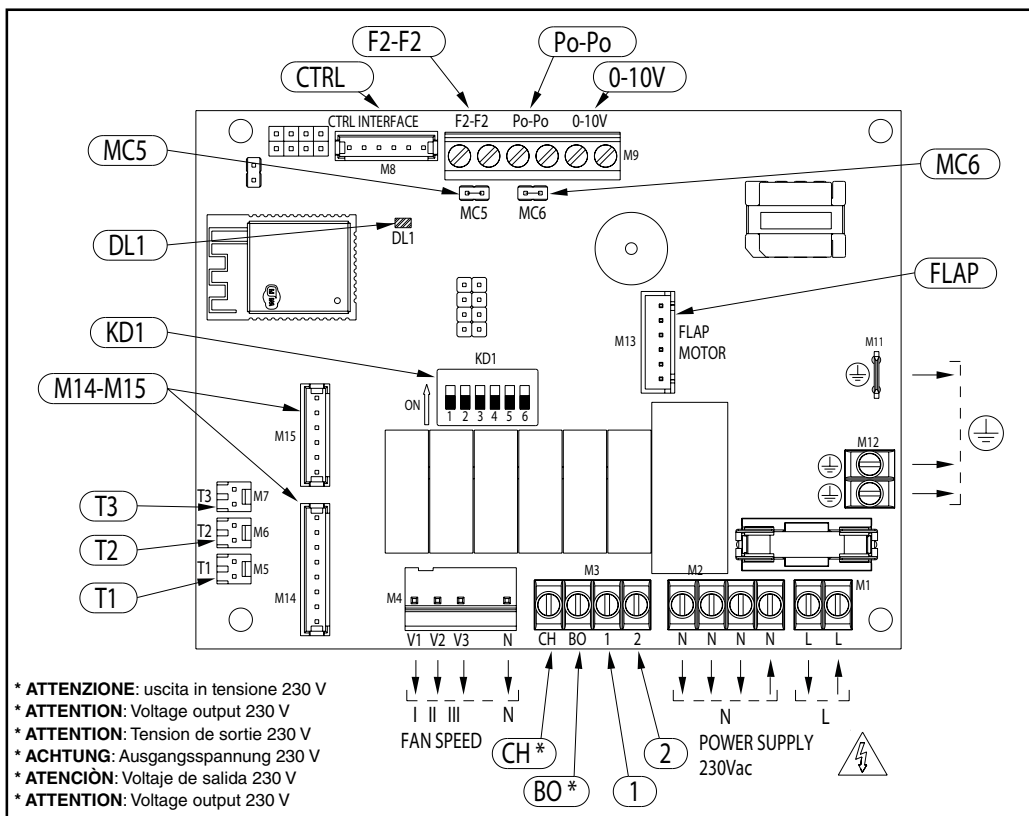 F2-F2 Po-Po
CTRL 0-10V
CTRL INTERFACE F2-F2 Po-Po 0-10V
MC5 M8 M9 MC6
MC5 MC6
DL1 DL1
FLAP
M13 FLAP
MOTOR
KD1 KD1 M11
ON
1 2 3 4 5 6
M14-M15
M15 M12
T3 T3 M7
T2 T2 M6
T1 T1 M5
M14 M4 M3 M2 M1
V1 V2 V3 N CH BO 1 2 N N N N L L
I II III N
FAN SPEED
N L
POWER SUPPLY
230Vac
CH * 2
BO * 1
* ATTENZIONE: uscita in tensione 230 V
* ATTENTION: Voltage output 230 V
* ATTENTION: Tension de sortie 230 V
* ACHTUNG: Ausgangsspannung 230 V
* ATENCIÒN: Voltaje de salida 230 V
* ATTENTION: Voltage output 230 V